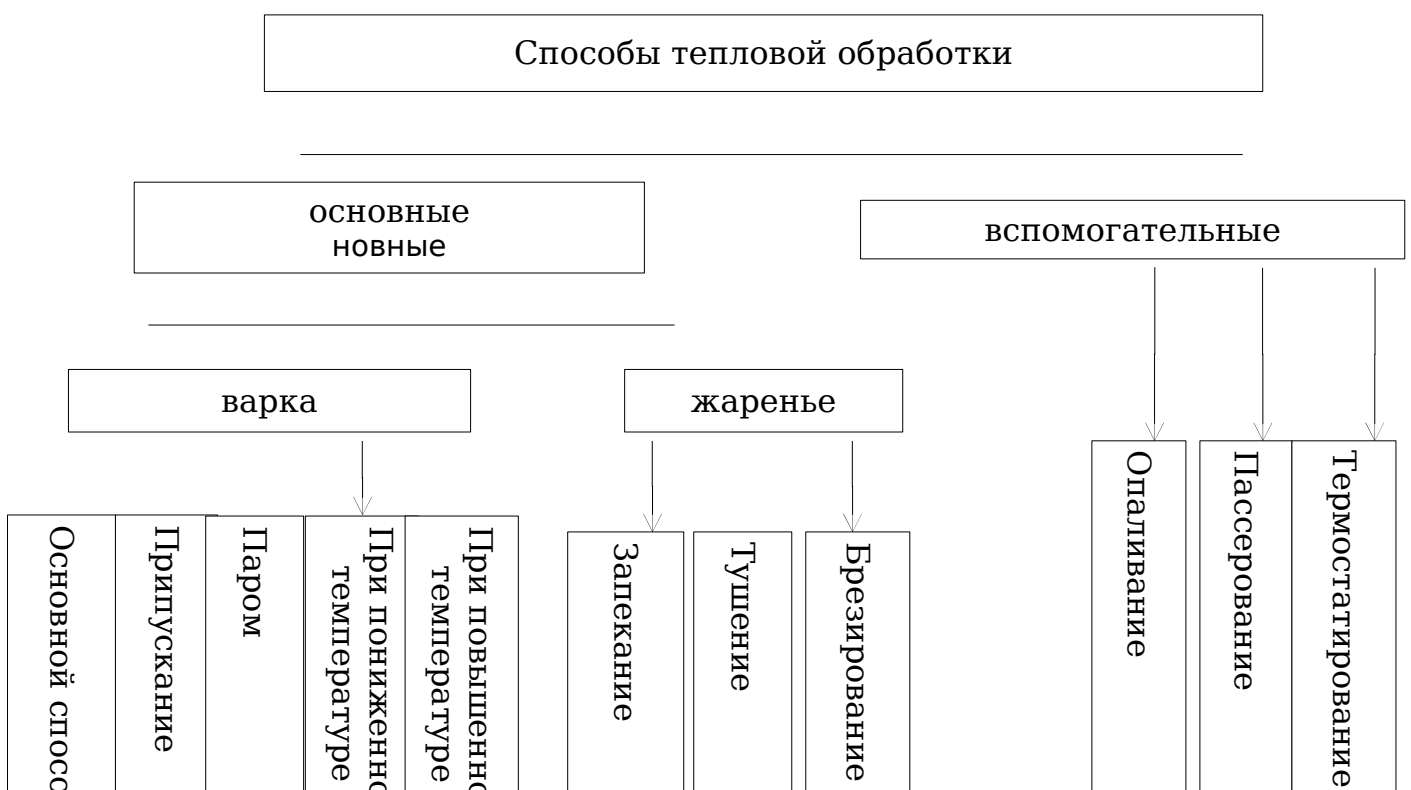 Способы тепловой обработки
основные
новные
вспомогательные
варка
жаренье
Опаливание
Пассерование
Термостатирование
Основной спосо
Припускание
Паром
При пониженно
температуре
При повышенно
температуре
Запекание
Тушение
Брезирование